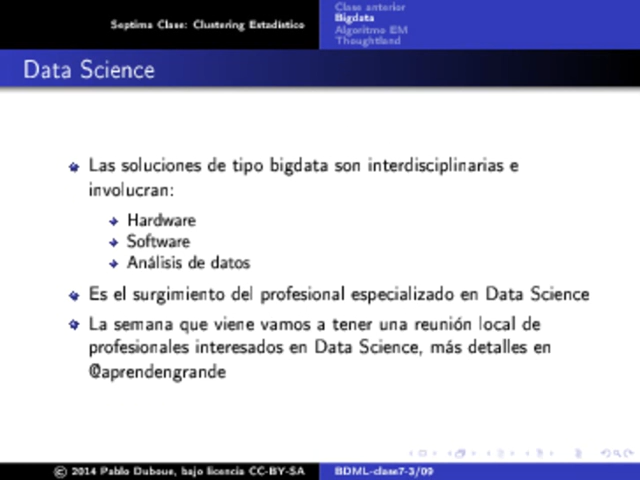 Septima Clase: Clustering Estadístico
Clase anterior
Bigdata
Algoritmo EM
Thoughtland
Data Science
Las soluciones de tipo bigdata son interdisciplinarias e
involucran:
Hardware
Software
Análisis de datos
Es el surgimiento del profesional especializado en Data Science
La semana que viene vamos a tener una reunión local de
profesionales interesados en Data Science, más detalles en
@aprendengrande
© 2014 Pablo Duboue, bajo licencia CC-BY-SA
BDML-clase7-3/09